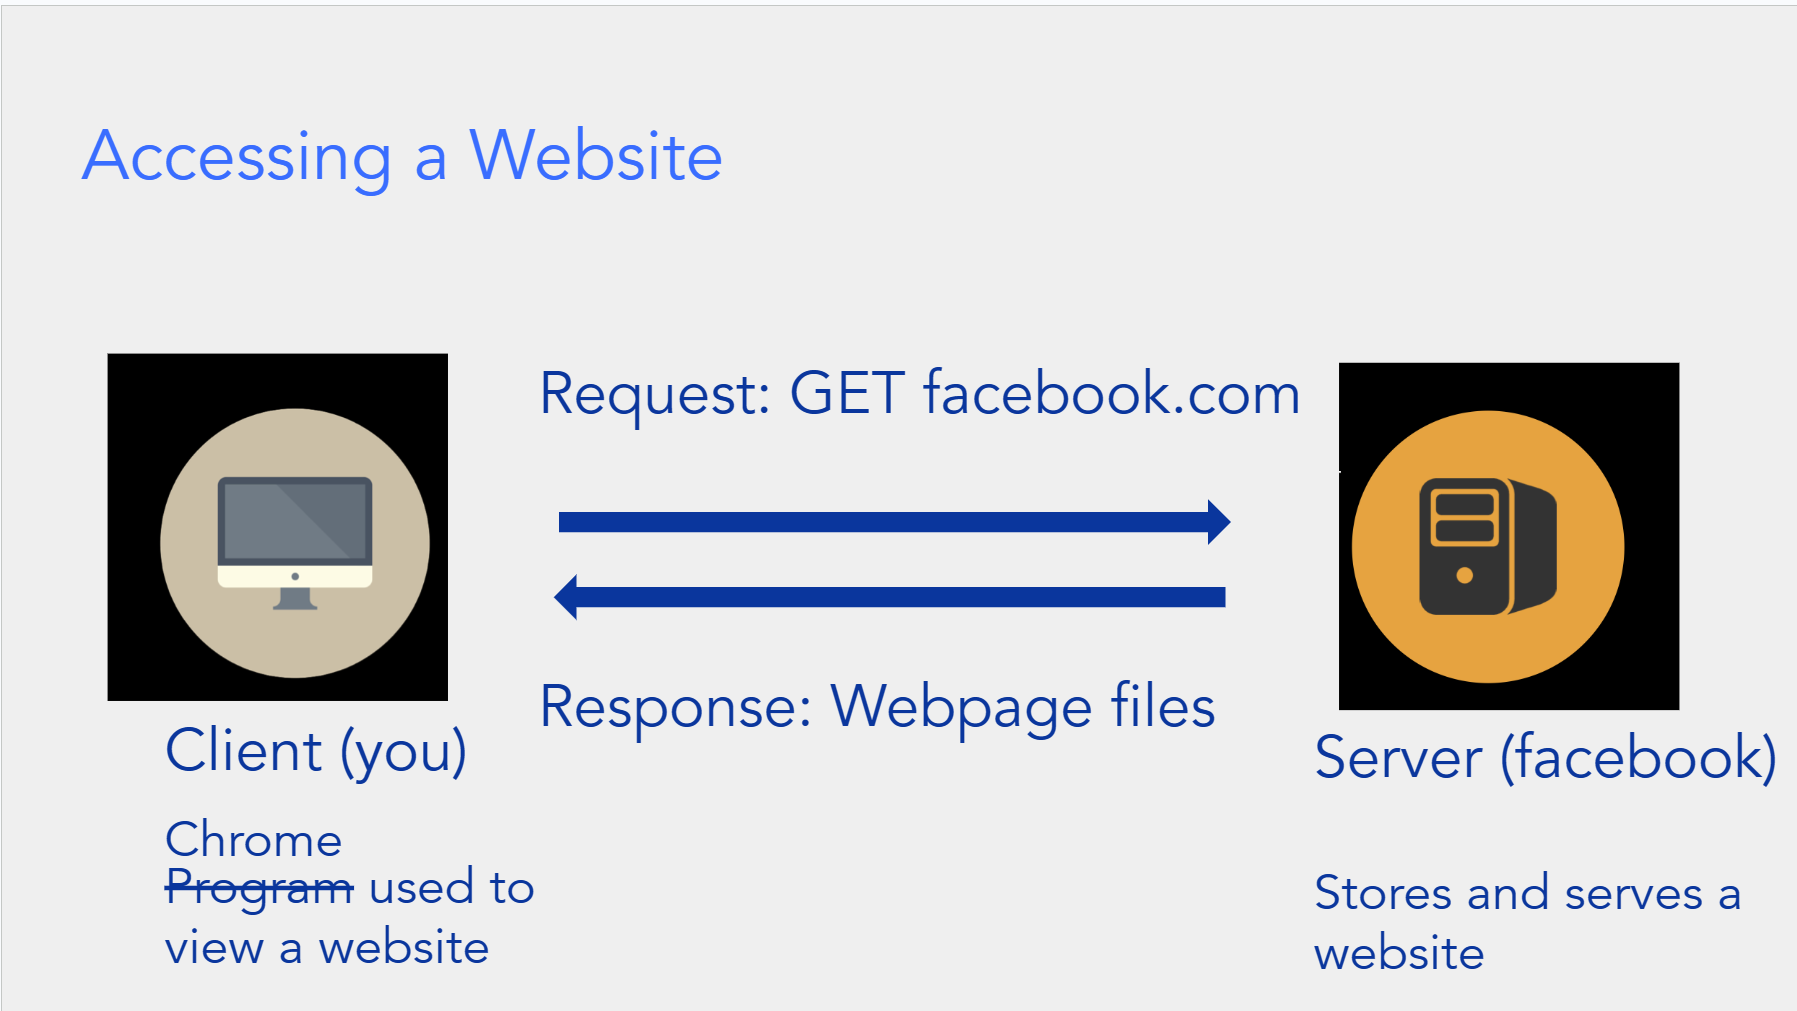 Accessing a Website
Request: GET facebook.com
Response: Webpage files
Client (you)
Chrome
Program used to
view a website
Server (facebook)
Stores and serves a
website